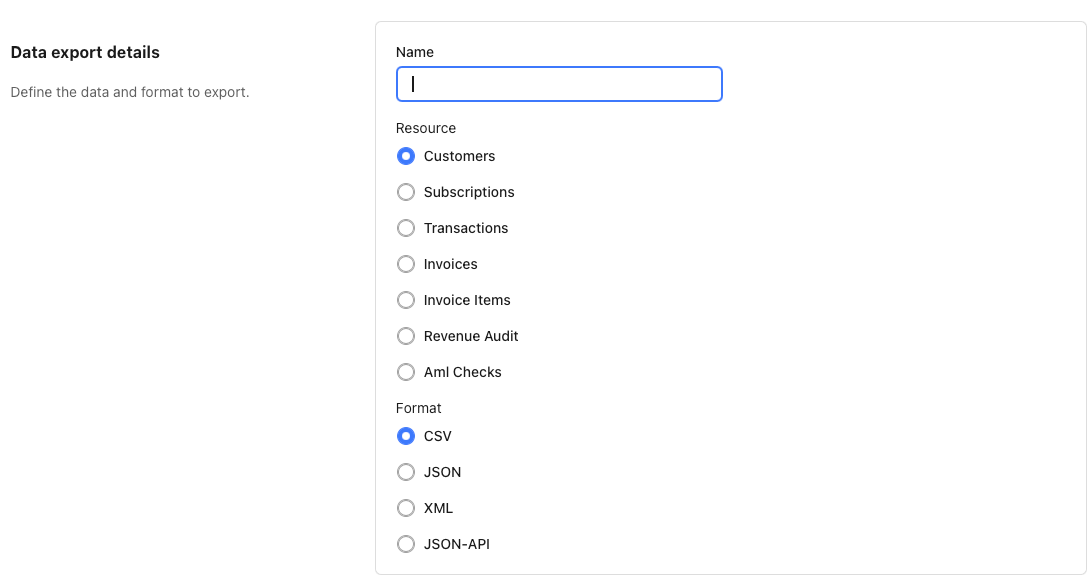 Data export details
Define the data and format to export.
Name
Resource
Customers
Subscriptions
Transactions
Invoices
Invoice Items
Revenue Audit
Aml Checks
Format
CSV
JSON
XML
JSON-API